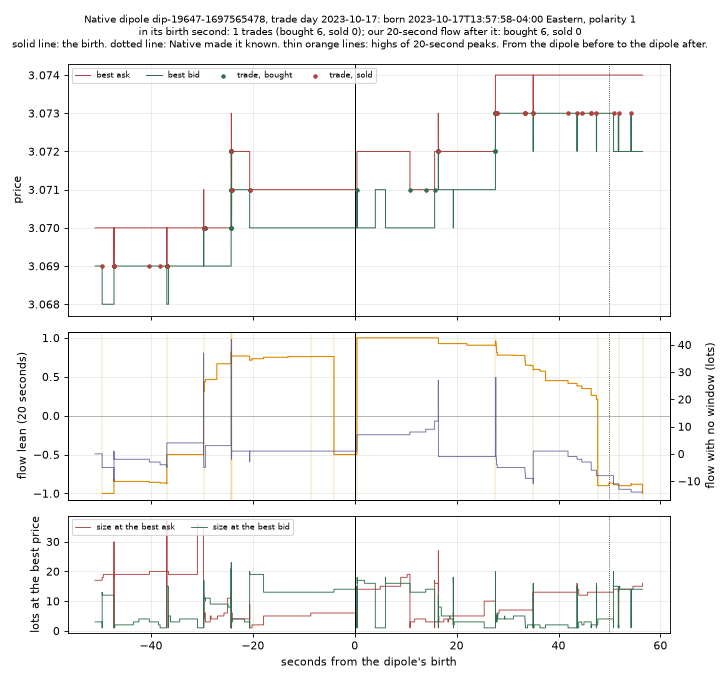 Native dipole dip-19647-1697565478, trade day 2023-10-17: born 2023-10-17T13:57:58-04:00 Eastern, polarity 1
in its birth second: 1 trades (bought 6, sold 0); our 20-second flow after it: bought 6, sold 0
solid line: the birth. dotted line: Native made it known. thin orange lines: highs of 20-second peaks. From the dipole before to the dipole after.
best ask best bid trade, bought trade, sold
3.074
3.073
3.072
3.071
3.070
3.069
3.068
price
1.0
0.5
0.0
−0.5
−1.0
flow lean (20 seconds)
40
30
20
10
0
−10
flow with no window (lots)
size at the best ask size at the best bid
30
20
10
0
lots at the best price
−40 −20 0 20 40 60
seconds from the dipole's birth